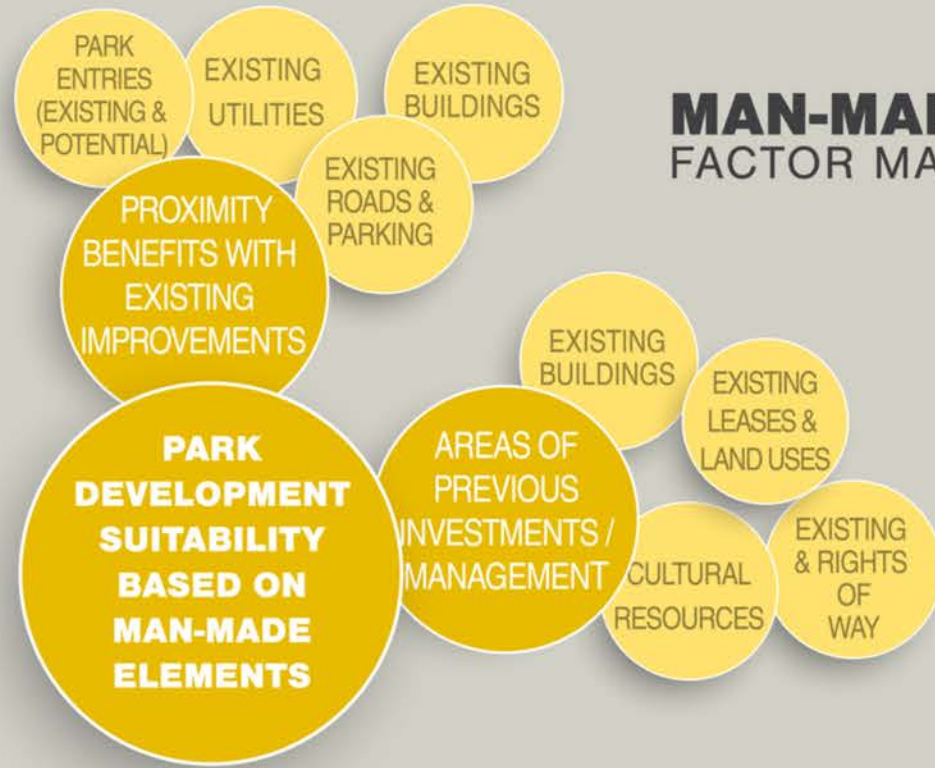 PARK
ENTRIES
(EXISTING &
POTENTIAL)
EXISTING
UTILITIES
EXISTING
BUILDINGS
EXISTING
ROADS &
PARKING
PROXIMITY
BENEFITS WITH
EXISTING
IMPROVEMENTS
FACTOR MA
EXISTING
BUILDINGS
EXISTING
LEASES &
LAND USES
AREAS OF
PREVIOUS
INVESTMENTS /
MANAGEMENT
CULTURAL
RESOURCES
EXISTING
& RIGHTS
OF
WAY
PARK
DEVELOPMENT
SUITABILITY
BASED ON
MAN-MADE
ELEMENTS